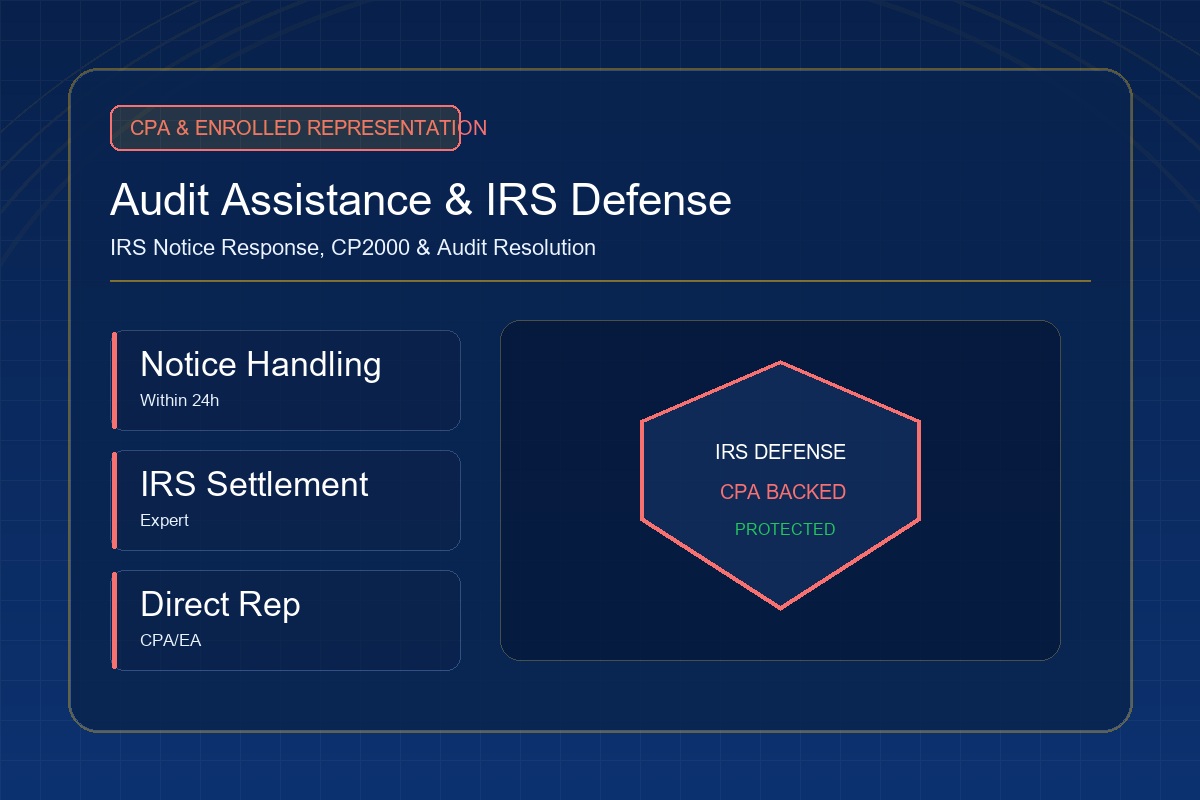 CPA & ENROLLED REPRESENTATION
Audit Assistance & IRS Defense
IRS Notice Response, CP2000 & Audit Resolution
Notice Handling
Within 24h
IRS Settlement
Expert
Direct Rep
CPA/EA
IRS DEFENSE
CPA BACKED
PROTECTED